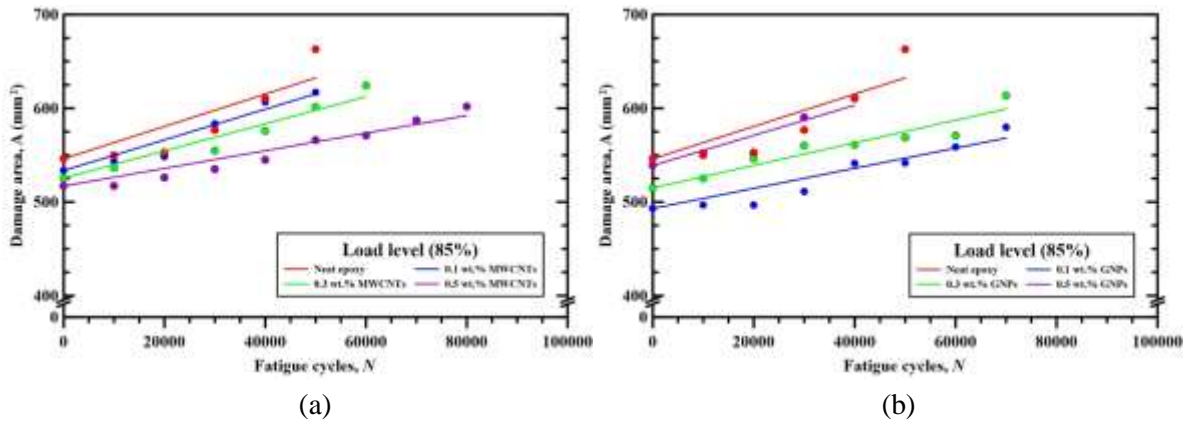 700
600
500
400
0
Damage area, A (mm²)
Load level (85%)
Neat epoxy 0.1 wt.% MWCNTs
0.3 wt.% MWCNTs 0.5 wt.% MWCNTs
0 20000 40000 60000 80000 100000
Fatigue cycles, N
(a)
700
600
500
400
0
Damage area, A (mm²)
Load level (85%)
Neat epoxy 0.1 wt.% GNPs
0.3 wt.% GNPs 0.5 wt.% GNPs
0 20000 40000 60000 80000 100000
Fatigue cycles, N
(b)